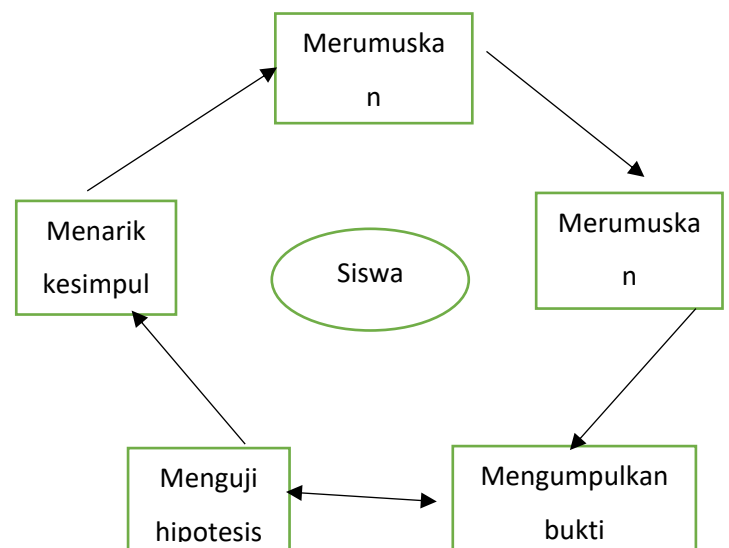 Merumuska
n
Merumuska
n
Menarik
kesimpul
Siswa
Menguji
hipotesis
Mengumpulkan
bukti